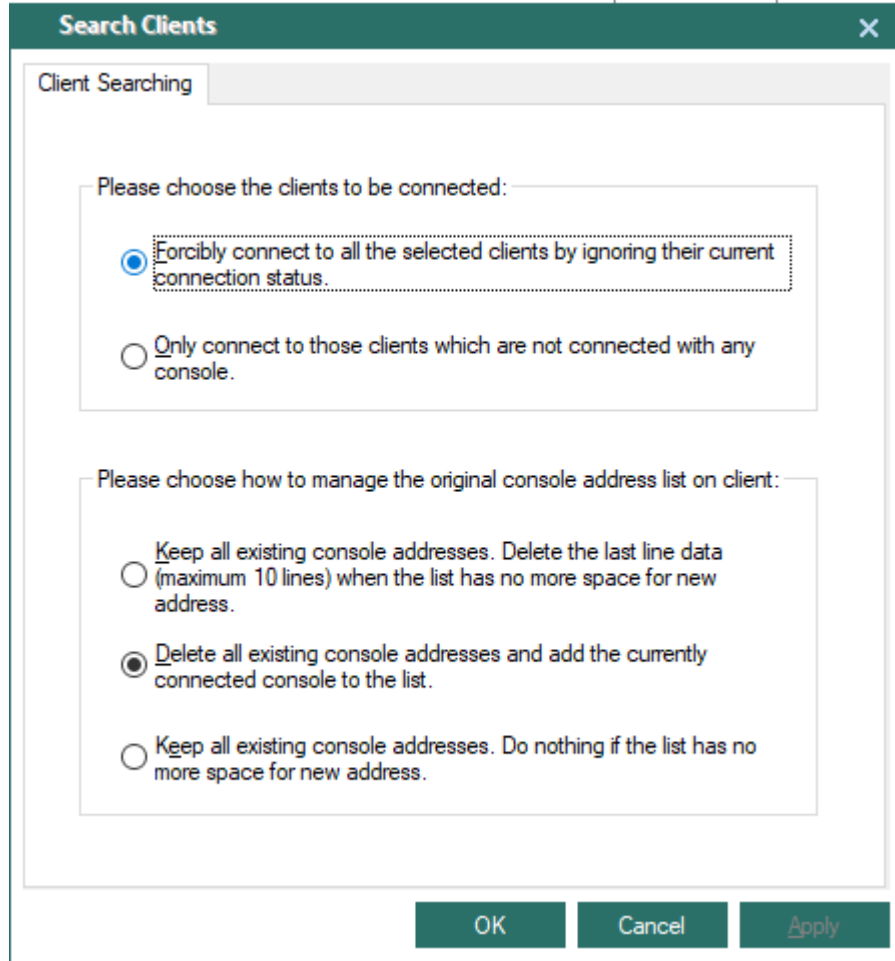 Search Clients
Client Searching
Please choose the clients to be connected:
Forcibly connect to all the selected clients by ignoring their current
connection status.
Only connect to those clients which are not connected with any
console.
Please choose how to manage the original console address list on client:
Keep all existing console addresses. Delete the last line data
(maximum 10 lines) when the list has no more space for new
address.
Delete all existing console addresses and add the currently
connected console to the list.
Keep all existing console addresses. Do nothing if the list has no
more space for new address.
OK Cancel Apply